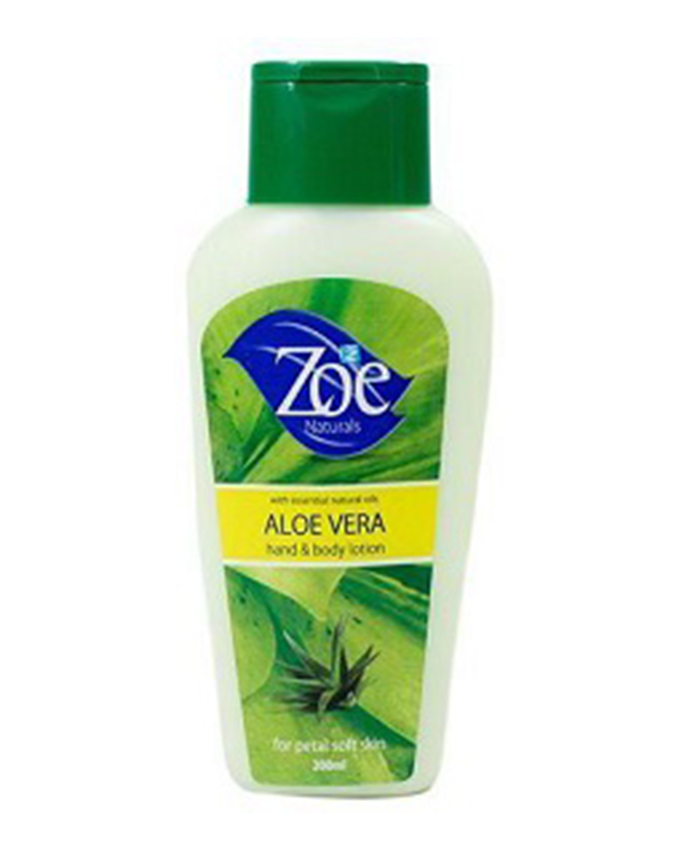 Zoe
Naturals
with essential natural oils
ALOE VERA
hand & body lotion
for petal soft skin
200ml